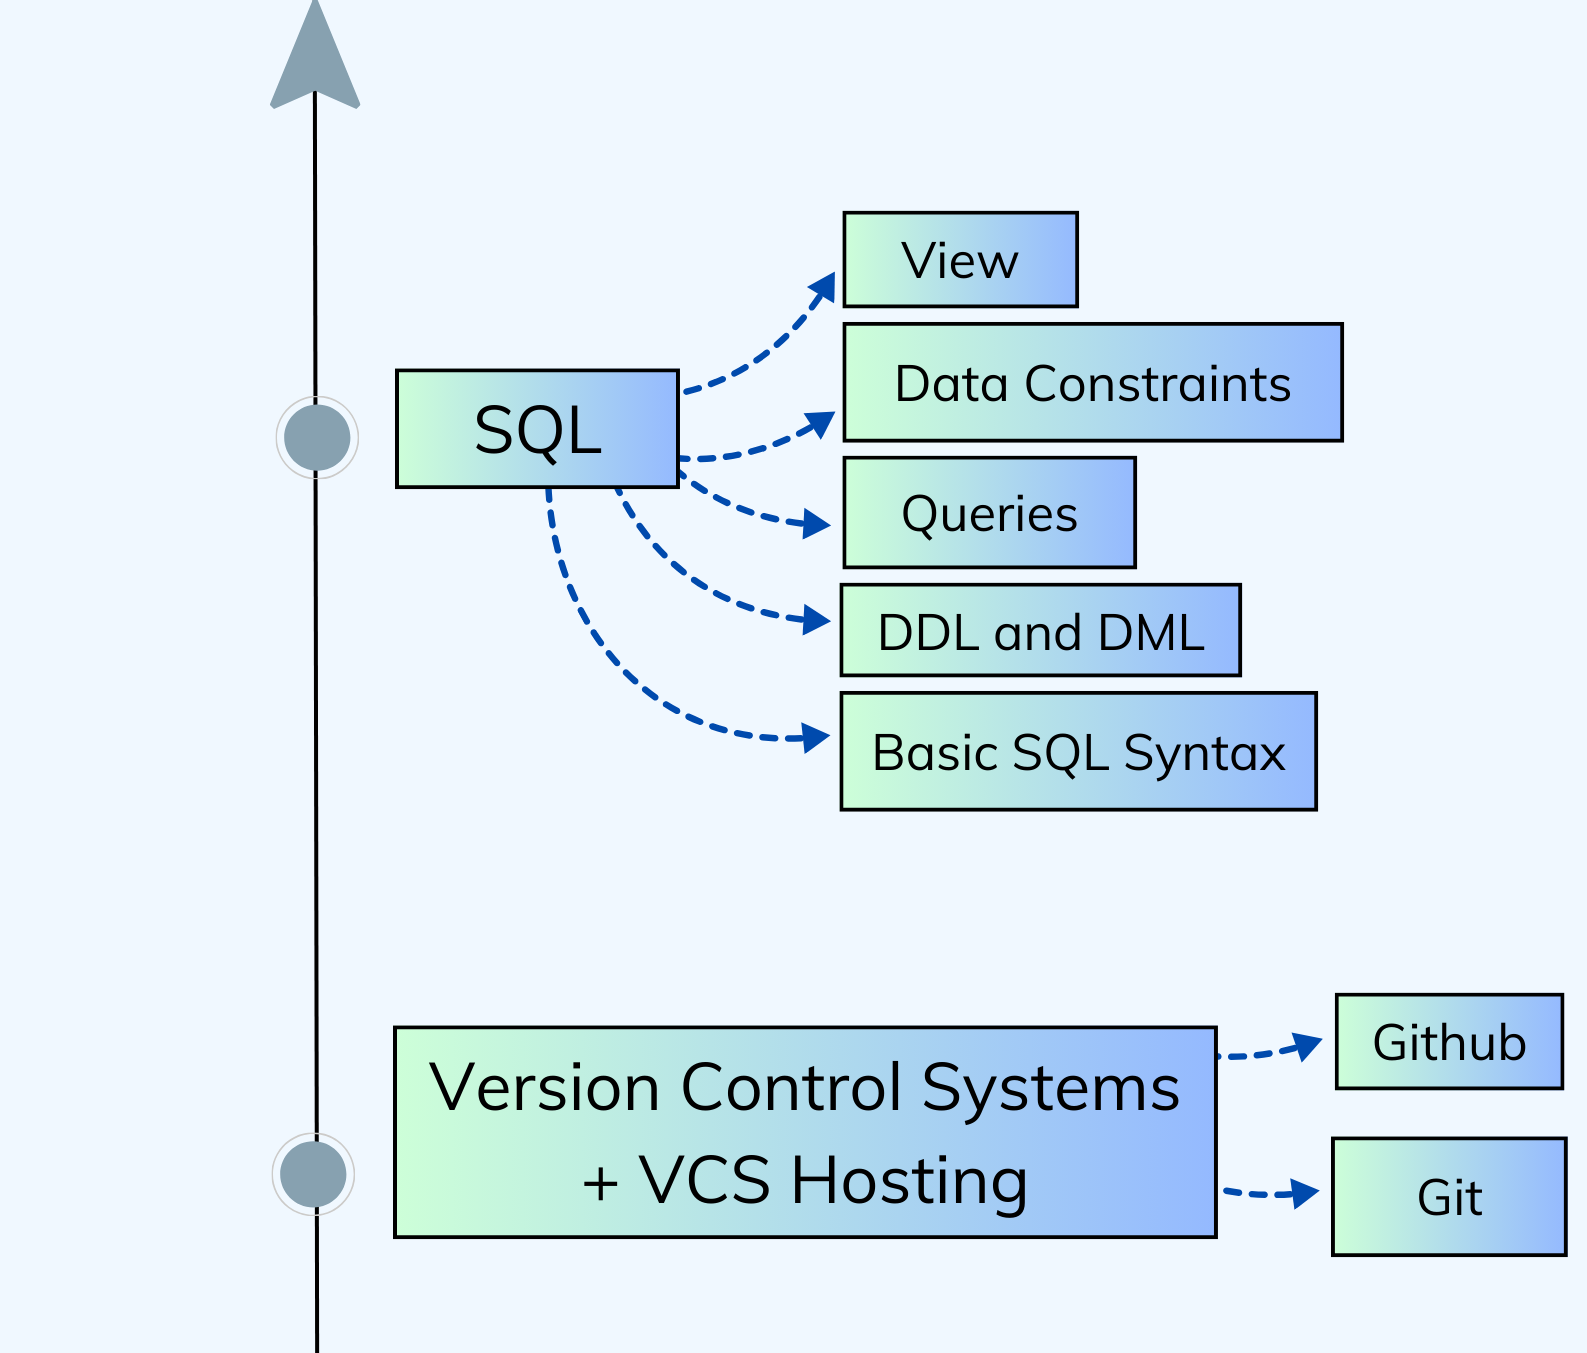 View
Data Constraints
SQL
Queries
DDL and DML
Basic SQL Syntax
Github
Version Control Systems
+ VCS Hosting
Git